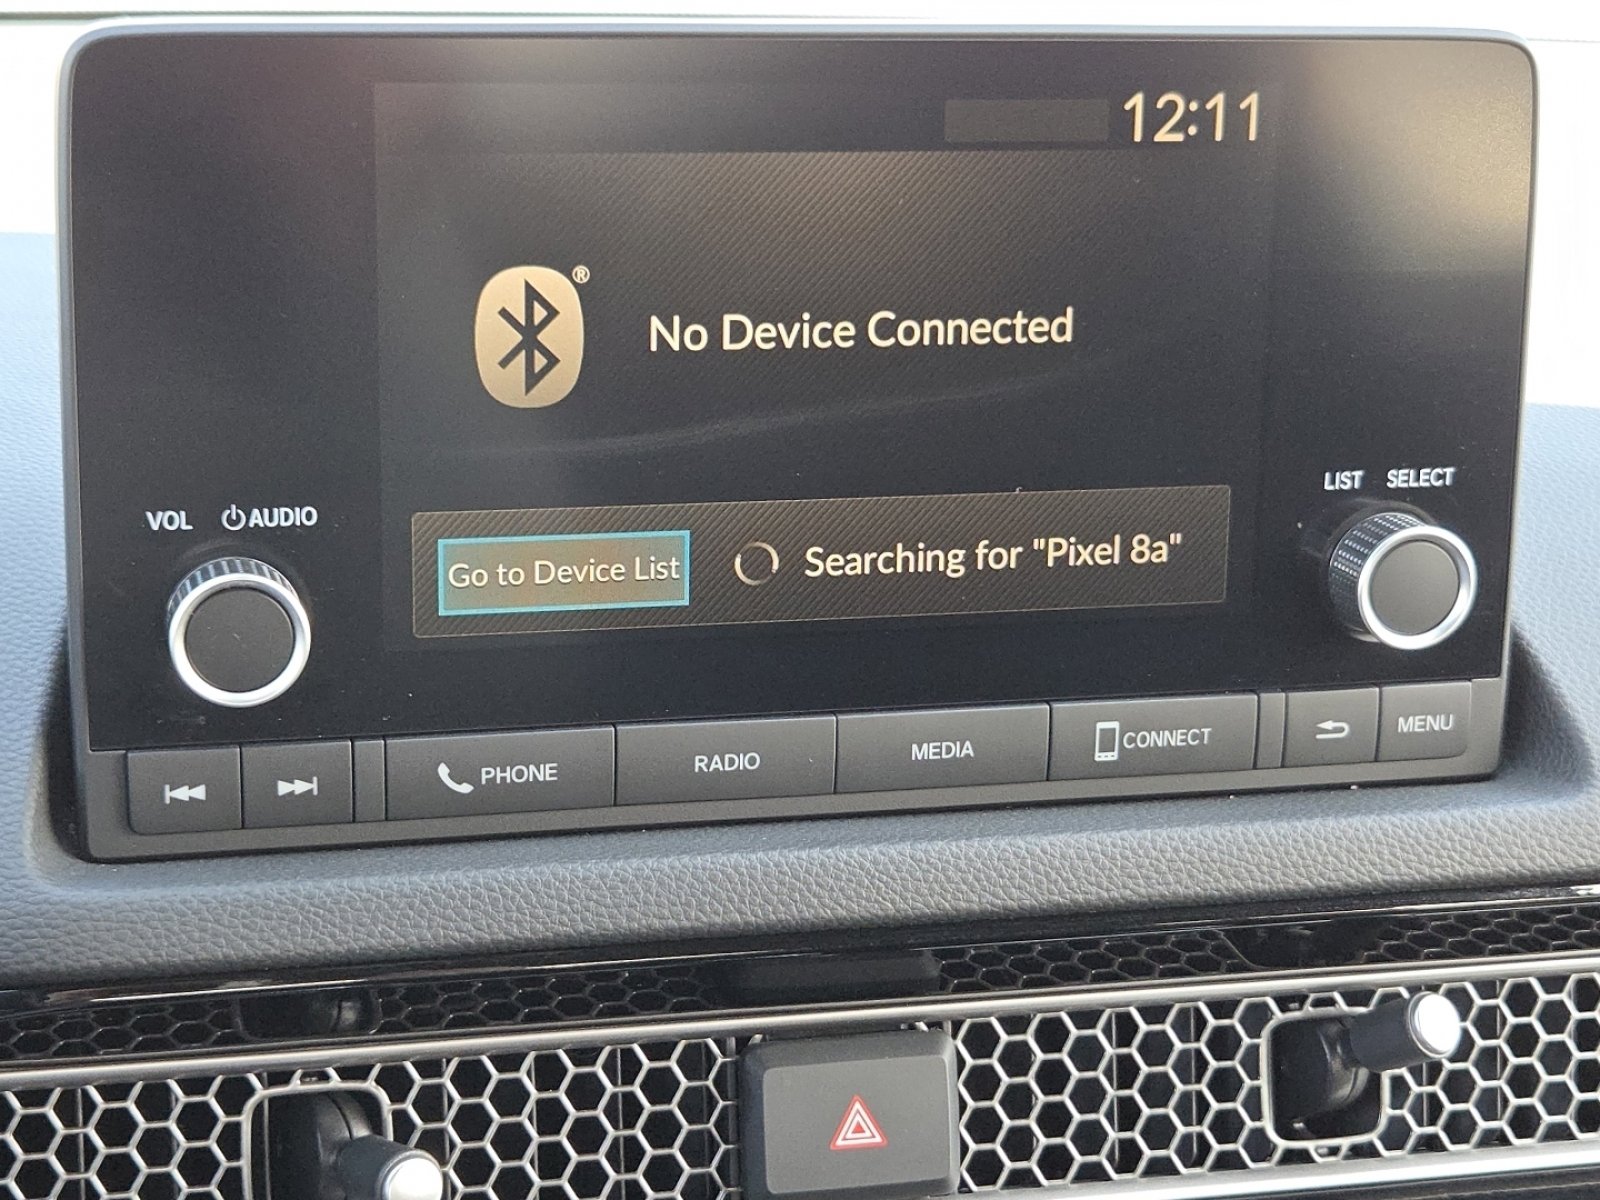 12:11
®
No Device Connected
Go to Device List
Searching for "Pixel 8a"
VOL AUDIO
LIST SELECT
PHONE
RADIO
MEDIA
CONNECT
MENU